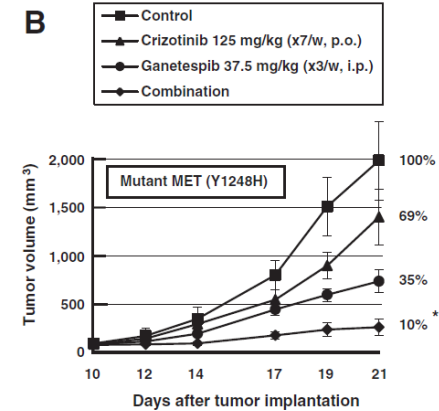 B
Control
Crizotinib 125 mg/kg (x7/w, p.o.)
Ganetespib 37.5 mg/kg (x3/w, i.p.)
Combination
Mutant MET (Y1248H)
Tumor volume (mm³)
2,000
1,500
1,000
500
0
100%
69%
35%
10% *
10 12 14 17 19 21
Days after tumor implantation